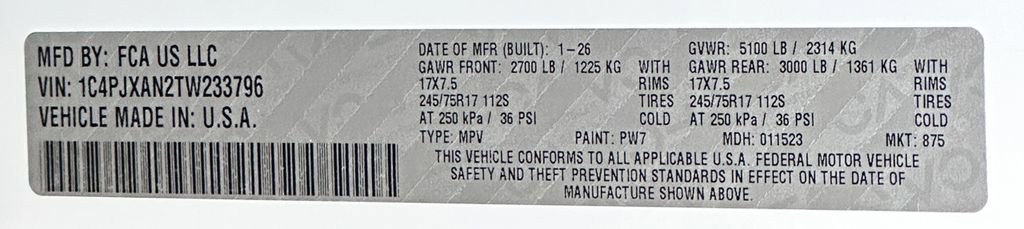 MFD BY: FCA US LLC
VIN: 1C4PJXAN2TW233796
VEHICLE MADE IN: U.S.A.
DATE OF MFR (BUILT): 1-26
GAWR FRONT: 2700 LB / 1225 KG WITH
17X7.5 RIMS
245/75R17 112S TIRES
AT 250 kPa / 36 PSI COLD
GVWR: 5100 LB / 2314 KG
GAWR REAR: 3000 LB / 1361 KG WITH
17X7.5 RIMS
245/75R17 112S TIRES
AT 250 kPa / 36 PSI COLD
TYPE: MPV PAINT: PW7 MDH: 011523 MKT: 875
THIS VEHICLE CONFORMS TO ALL APPLICABLE U.S.A. FEDERAL MOTOR VEHICLE
SAFETY AND THEFT PREVENTION STANDARDS IN EFFECT ON THE DATE OF
MANUFACTURE SHOWN ABOVE.